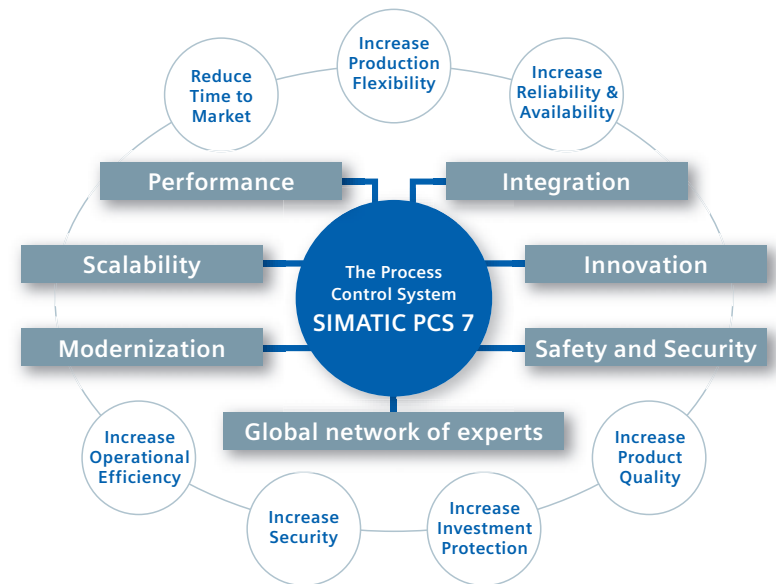 Increase
Production
Flexibility
Reduce
Time to
Market
Increase
Reliability &
Availability
Performance
Integration
Scalability
The Process
Control System
SIMATIC PCS 7
Innovation
Modernization
Safety and Security
Global network of experts
Increase
Operational
Efficiency
Increase
Product
Quality
Increase
Security
Increase
Investment
Protection